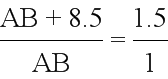 AB + 8.5 / AB = 1.5 / 1